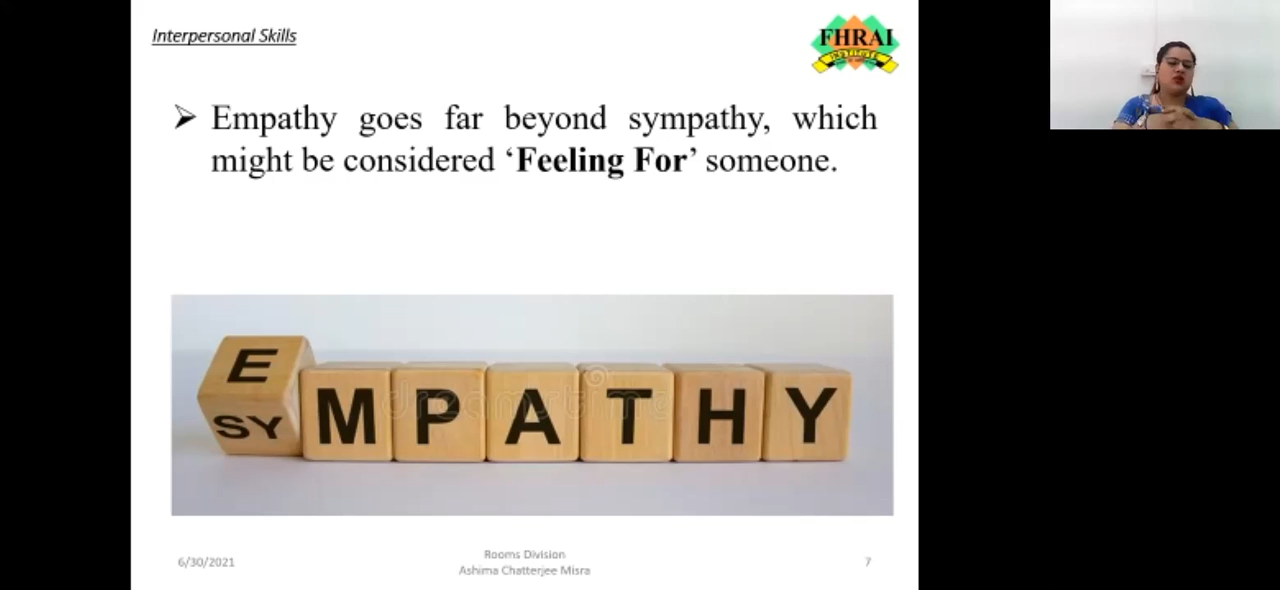 Interpersonal Skills
FHRAI
➢ Empathy goes far beyond sympathy, which
might be considered ‘Feeling For’ someone.
E
SY MPATHY
6/30/2021
Rooms Division
Ashima Chatterjee Misra
7